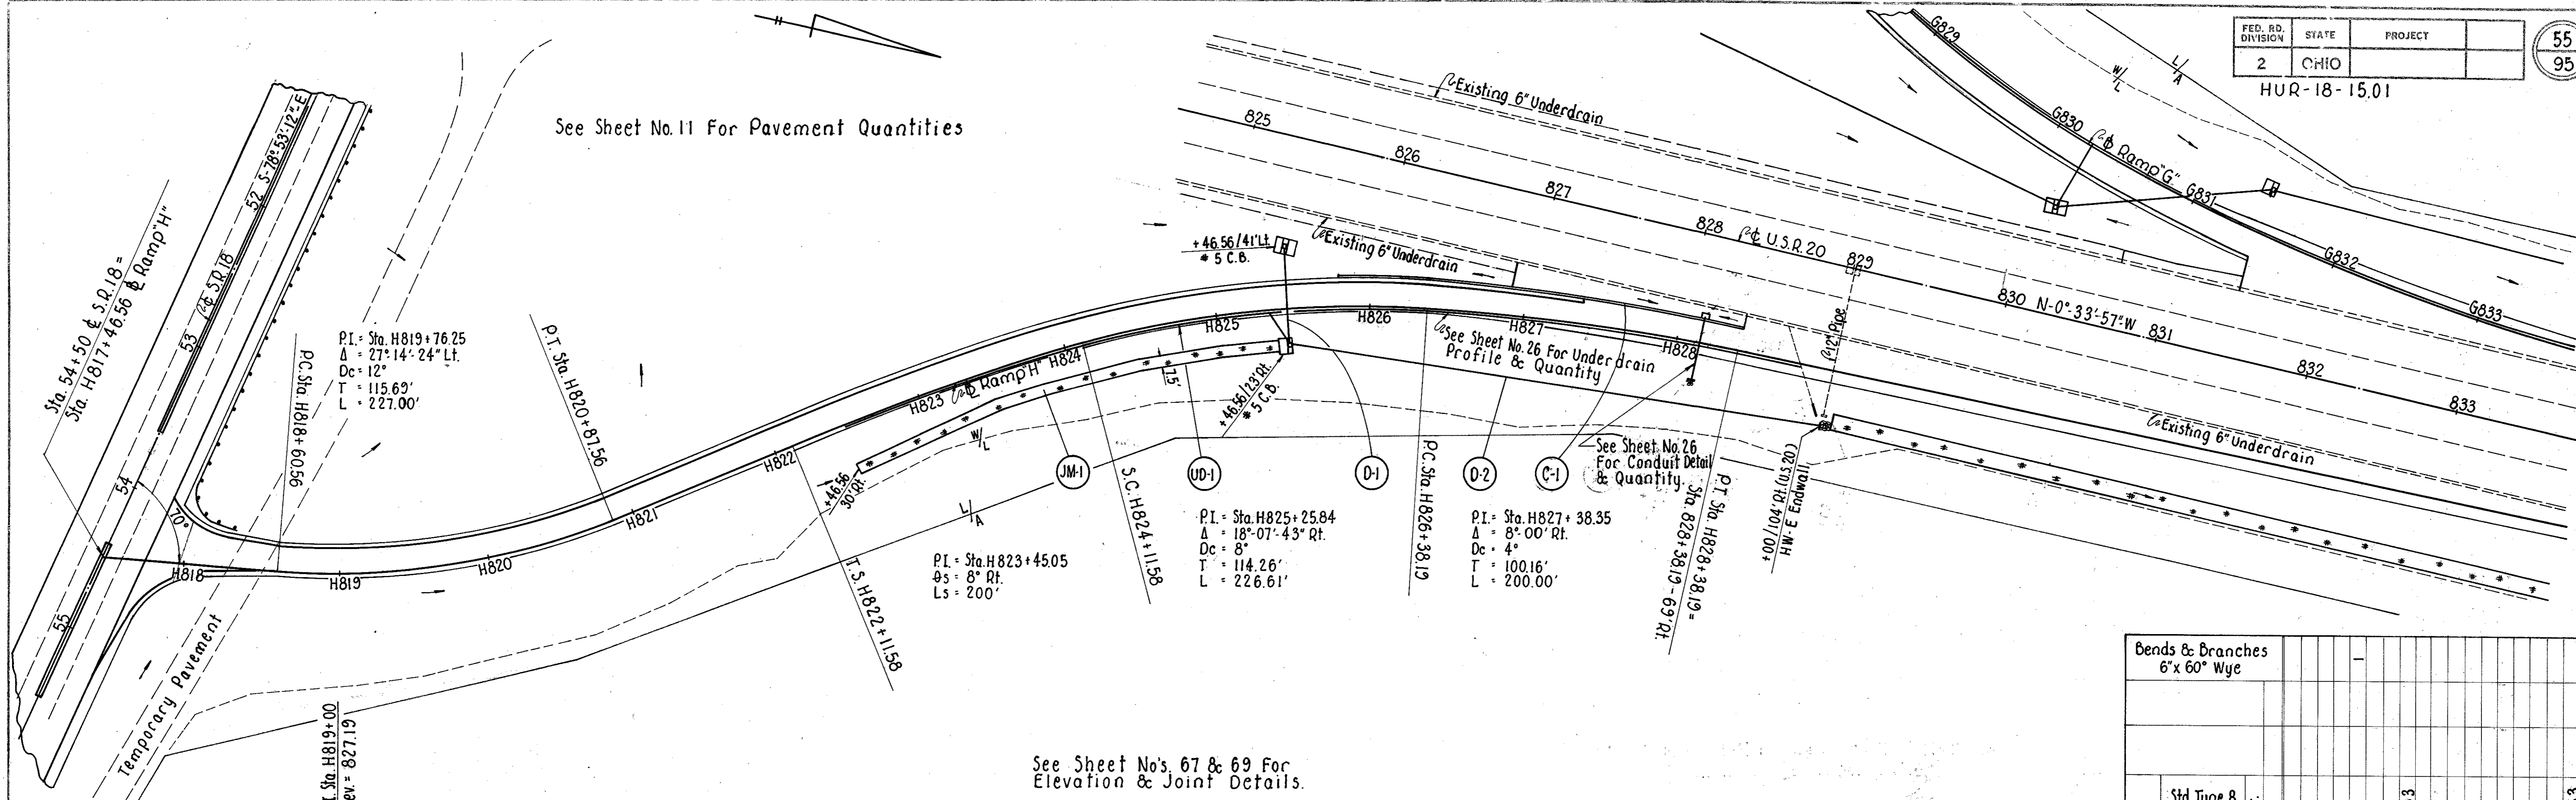 FED. RD. DIVISION
STATE
PROJECT
2
OHIO
55
95
HUR-18-15.01
See Sheet No. 11 For Pavement Quantities
Existing 6" Underdrain
825
826
827
828
℄ U.S.R. 20
829
830
N-0°-33'-57"W
831
832
833
G829
G830
℄ Ramp "G"
G831
G832
G833
W/L
L/A
Existing 6" Underdrain
+46.56/41' Lt.
# 5 C.B.
52
S-78°-53'-12"-E
53
℄ S.R. 18
54
55
70°
Sta. 54+50 ℄ S.R. 18 =
Sta. H817+46.56 ℄ Ramp "H"
P.I. = Sta. H819+76.25
Δ = 27°-14'-24" Lt.
Dc = 12°
T = 115.69'
L = 227.00'
P.C. Sta. H818+60.56
P.T. Sta. H820+87.56
H818
H819
H820
H821
H822
H823
℄ Ramp "H"
H824
H825
H826
H827
H828
7.5'
+46.56
30' Rt.
W/L
L/A
+46.56/23' Rt.
# 5 C.B.
See Sheet No. 26 For Underdrain
Profile & Quantity
12" Pipe
Existing 6" Underdrain
JM-1
UD-1
D-1
D-2
C-1
See Sheet No. 26
For Conduit Detail
& Quantity.
T.S. H822+11.58
P.I. = Sta. H823+45.05
θs = 8° Rt.
Ls = 200'
S.C. H824+11.58
P.I. = Sta. H825+25.84
Δ = 18°-07'-43" Rt.
Dc = 8°
T = 114.26'
L = 226.61'
P.C. Sta. H826+38.19
P.I. = Sta. H827+38.35
Δ = 8°-00' Rt.
Dc = 4°
T = 100.16'
L = 200.00'
P.T. Sta. H828+38.19 =
Sta. 828+38.19 - 69' Rt.
+00/104' Rt. (U.S. 20)
HW-E Endwall
Temporary Pavement
Sta. H819+00
ev. = 827.19
See Sheet No's. 67 & 69 For
Elevation & Joint Details.
Bends & Branches
6" x 60° Wye
Std Type 8